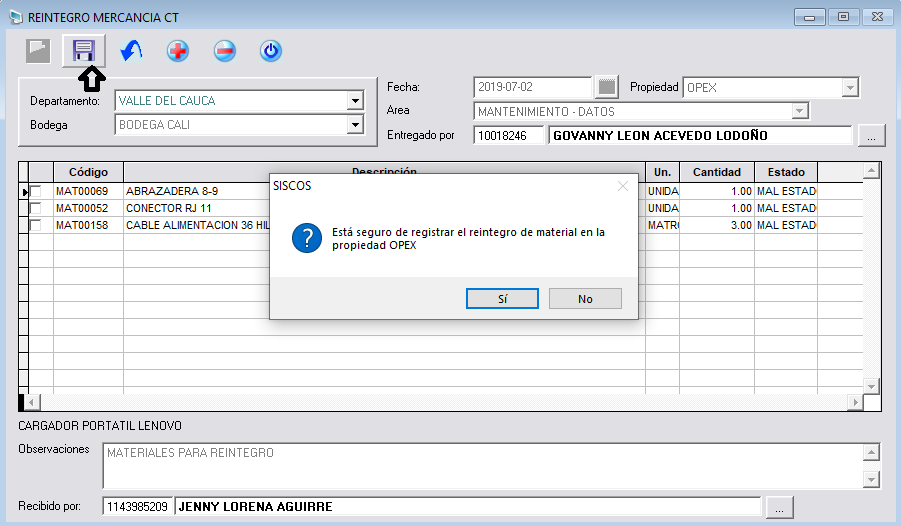 REINTEGRO MERCANCIA CT
Departamento: VALLE DEL CAUCA
Bodega BODEGA CALI
Fecha: 2019-07-02 Propiedad OPEX
Area MANTENIMIENTO - DATOS
Entregado por 10018246 GOVANNY LEON ACEVEDO LODOÑO ...
Código Descripción Un. Cantidad Estado
MAT00069 ABRAZADERA 8-9 UNIDA 1.00 MAL ESTAD
MAT00052 CONECTOR RJ 11 UNIDA 1.00 MAL ESTAD
MAT00158 CABLE ALIMENTACION 36 HIL MATR 3.00 MAL ESTAD
SISCOS
Está seguro de registrar el reintegro de material en la
propiedad OPEX
Sí No
CARGADOR PORTATIL LENOVO
Observaciones MATERIALES PARA REINTEGRO
Recibido por: 1143985209 JENNY LORENA AGUIRRE ...